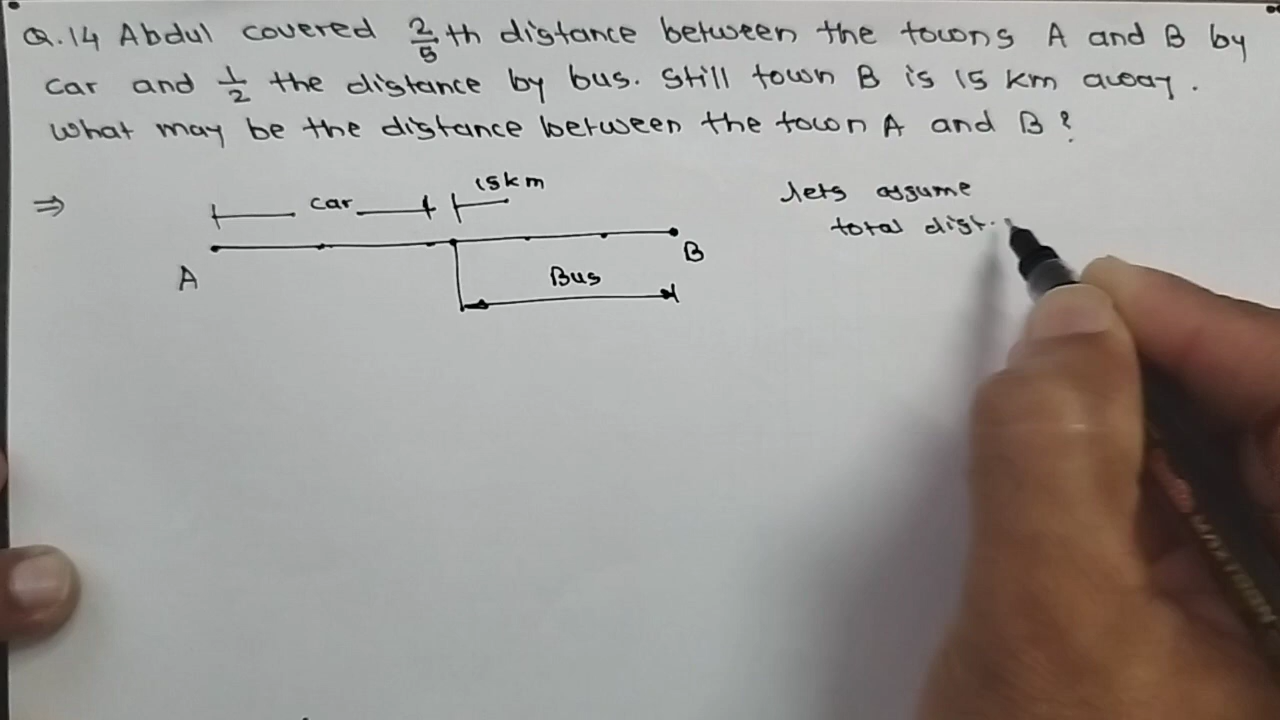 Q.14 Abdul covered 2/5 th distance between the towns A and B by
car and 1/2 the distance by bus. Still town B is 15 km away.
What may be the distance between the town A and B?
⇒
car
15km
A
B
Bus
lets assume
total dist.